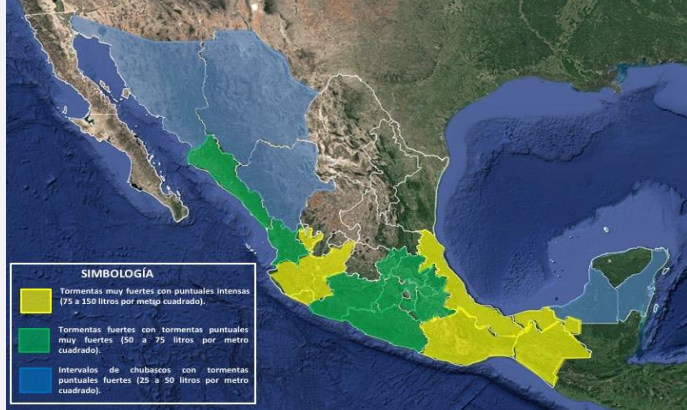 SIMBOLOGÍA
Tormentas muy fuertes con puntuales intensas
(75 a 150 litros por metro cuadrado).
Tormentas fuertes con tormentas puntuales
muy fuertes (50 a 75 litros por metro
cuadrado).
Intervalos de chubascos con tormentas
puntuales fuertes (25 a 50 litros por metro
cuadrado).